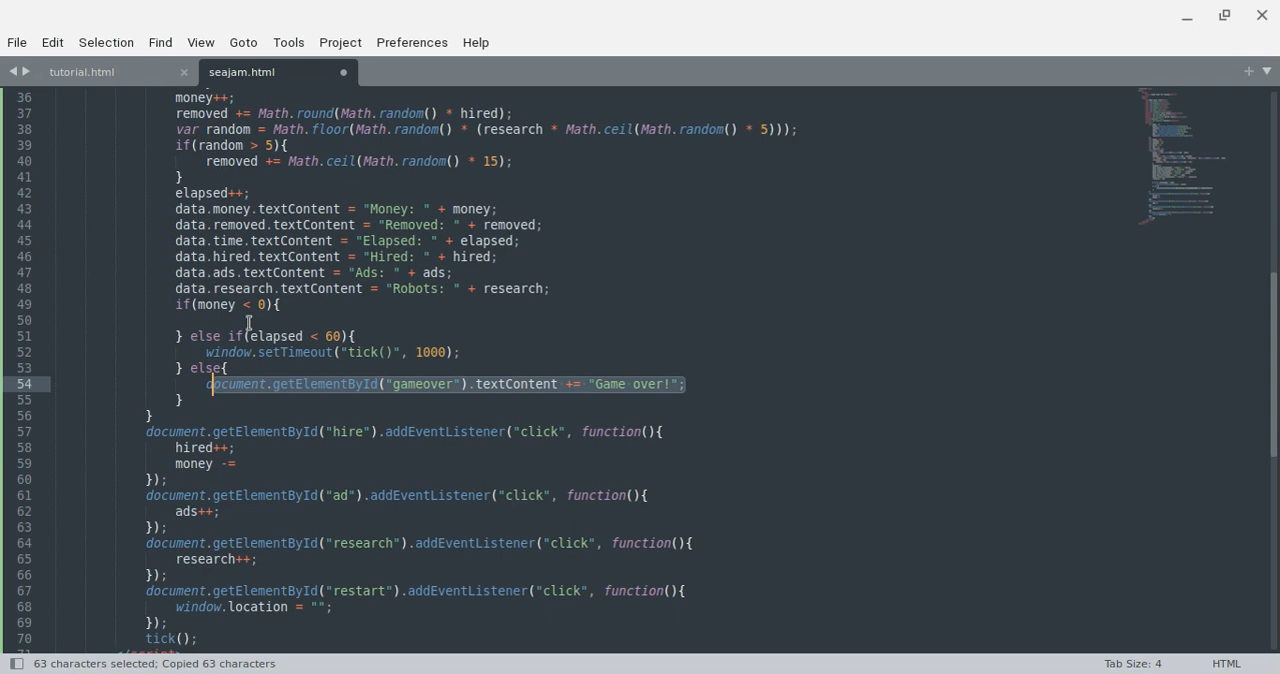 File Edit Selection Find View Goto Tools Project Preferences Help
tutorial.html seajam.html
36 money++;
37 removed += Math.round(Math.random() * hired);
38 var random = Math.floor(Math.random() * (research * Math.ceil(Math.random() * 5)));
39 if(random > 5){
40 removed += Math.ceil(Math.random() * 15);
41 }
42 elapsed++;
43 data.money.textContent = "Money: " + money;
44 data.removed.textContent = "Removed: " + removed;
45 data.time.textContent = "Elapsed: " + elapsed;
46 data.hired.textContent = "Hired: " + hired;
47 data.ads.textContent = "Ads: " + ads;
48 data.research.textContent = "Robots: " + research;
49 if(money < 0){
50
51 } else if(elapsed < 60){
52 window.setTimeout("tick()", 1000);
53 } else{
54 document.getElementById("gameover").textContent += "Game over!";
55 }
56 }
57 document.getElementById("hire").addEventListener("click", function(){
58 hired++;
59 money -=
60 });
61 document.getElementById("ad").addEventListener("click", function(){
62 ads++;
63 });
64 document.getElementById("research").addEventListener("click", function(){
65 research++;
66 });
67 document.getElementById("restart").addEventListener("click", function(){
68 window.location = "";
69 });
70 tick();
63 characters selected; Copied 63 characters Tab Size: 4 HTML